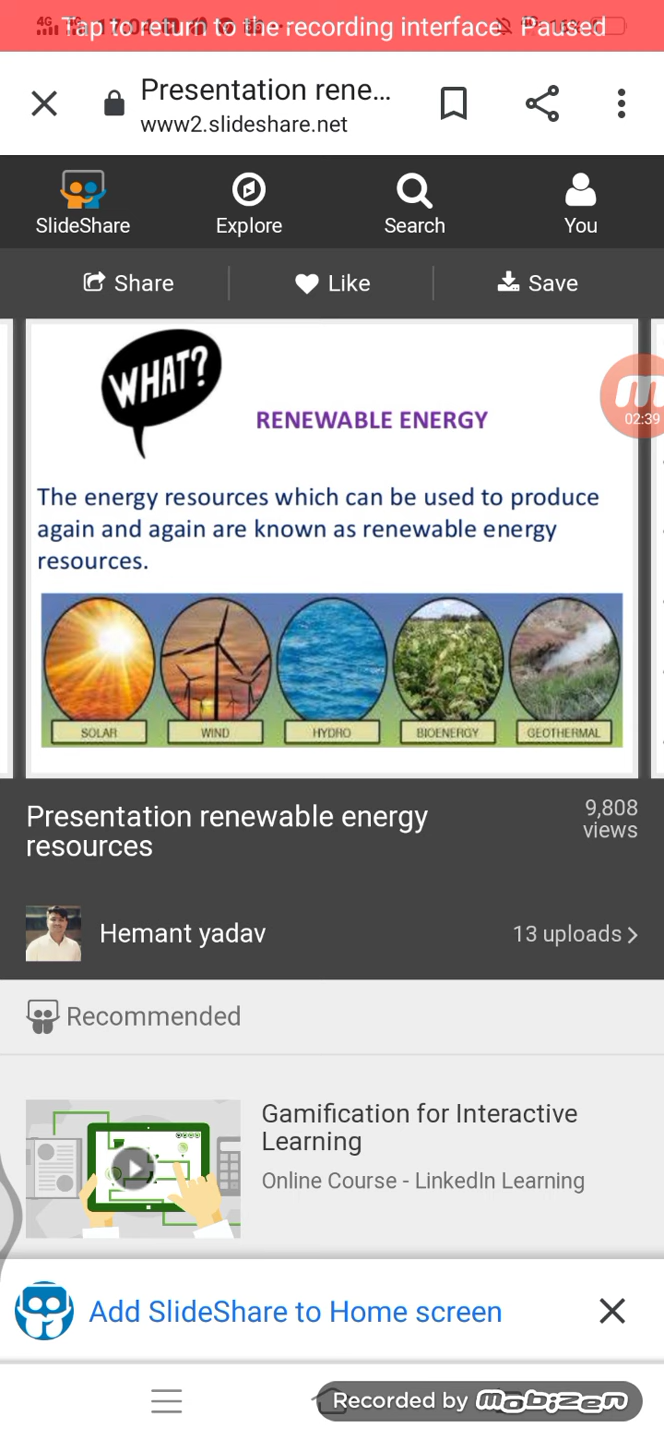 Tap to return to the recording interface Paused
Presentation rene...
www2.slideshare.net
SlideShare
Explore
Search
You
Share
Like
Save
WHAT?
RENEWABLE ENERGY
02:39
The energy resources which can be used to produce
again and again are known as renewable energy
resources.
SOLAR
WIND
HYDRO
BIOENERGY
GEOTHERMAL
Presentation renewable energy
resources
9,808
views
Hemant yadav
13 uploads
Recommended
Gamification for Interactive
Learning
Online Course - LinkedIn Learning
Add SlideShare to Home screen
Recorded by mobizen